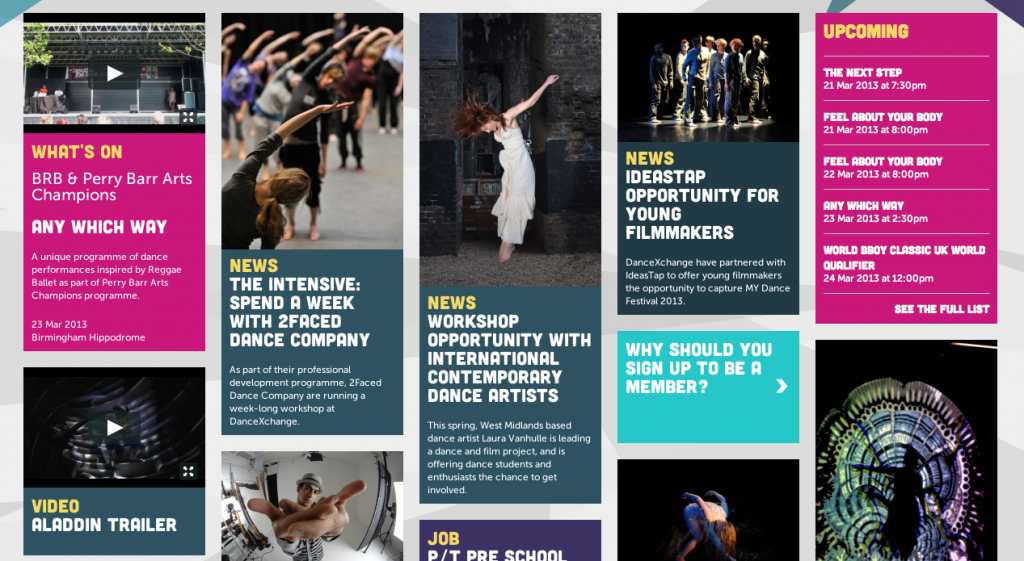 WHAT'S ON
BRB & Perry Barr Arts
Champions
ANY WHICH WAY
A unique programme of dance
performances inspired by Reggae
Ballet as part of Perry Barr Arts
Champions programme.
23 Mar 2013
Birmingham Hippodrome
VIDEO
ALADDIN TRAILER
NEWS
THE INTENSIVE:
SPEND A WEEK
WITH 2FACED
DANCE COMPANY
As part of their professional
development programme, 2Faced
Dance Company are running a
week-long workshop at
DanceXchange.
NEWS
WORKSHOP
OPPORTUNITY WITH
INTERNATIONAL
CONTEMPORARY
DANCE ARTISTS
This spring, West Midlands based
dance artist Laura Vanhulle is leading
a dance and film project, and is
offering dance students and
enthusiasts the chance to get
involved.
JOB
P/T PRE SCHOOL
NEWS
IDEASTAP
OPPORTUNITY FOR
YOUNG
FILMMAKERS
DanceXchange have partnered with
IdeasTap to offer young filmmakers
the opportunity to capture MY Dance
Festival 2013.
WHY SHOULD YOU
SIGN UP TO BE A
MEMBER?
UPCOMING
THE NEXT STEP
21 Mar 2013 at 7:30pm
FEEL ABOUT YOUR BODY
21 Mar 2013 at 8:00pm
FEEL ABOUT YOUR BODY
22 Mar 2013 at 8:00pm
ANY WHICH WAY
23 Mar 2013 at 2:30pm
WORLD BBOY CLASSIC UK WORLD
QUALIFIER
24 Mar 2013 at 12:00pm
SEE THE FULL LIST